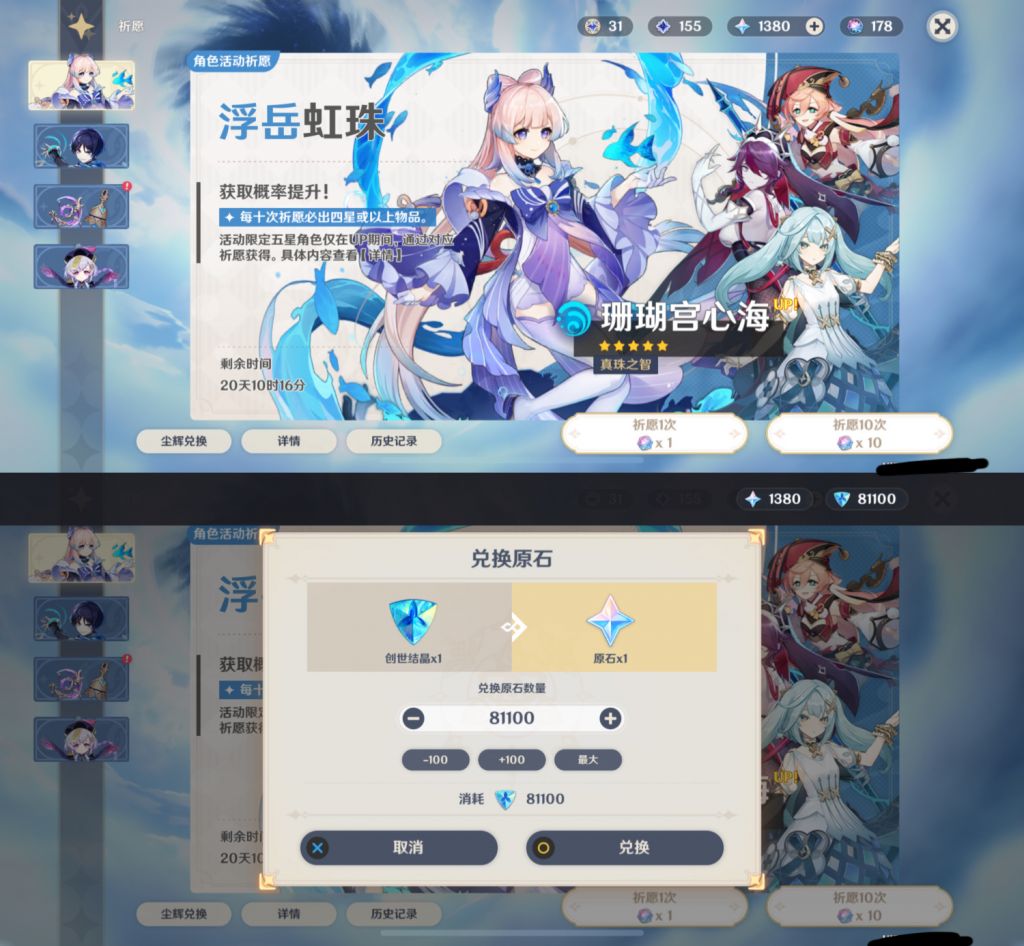 祈愿
31
155
1380
178
角色活动祈愿
浮岳虹珠
获取概率提升!
每十次祈愿必出四星或以上物品。
活动限定五星角色仅在UP期间,通过对应
祈愿获得。具体内容查看【详情】
珊瑚宫心海
UP!
真珠之智
剩余时间
20天10时16分
尘辉兑换
详情
历史记录
祈愿1次
x 1
祈愿10次
x 10
31
155
1380
81100
角色活动祈
浮
兑换原石
创世结晶x1
原石x1
获取概
每十
活动限定
祈愿获得
兑换原石数量
81100
-100
+100
最大
消耗 81100
海
UP!
取消
兑换
剩余时间
20天10
尘辉兑换
详情
历史记录
祈愿1次
x 1
祈愿10次
x 10